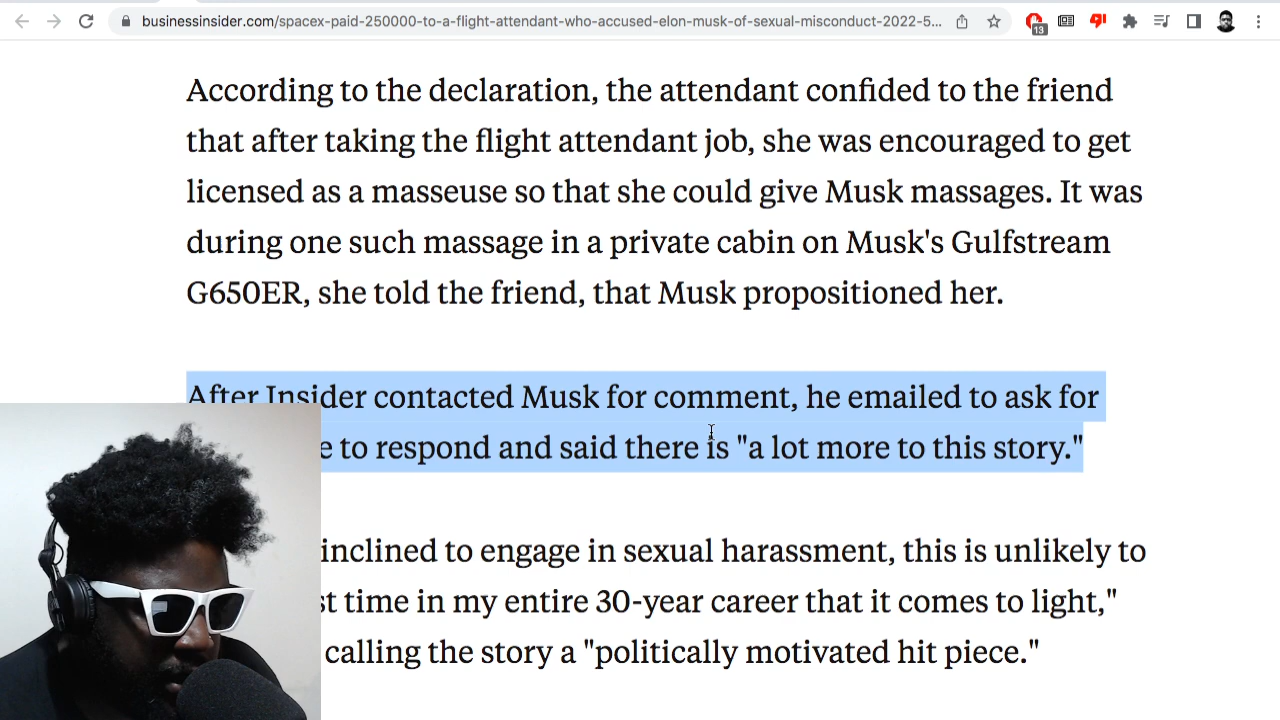 businessinsider.com/spacex-paid-250000-to-a-flight-attendant-who-accused-elon-musk-of-sexual-misconduct-2022-5...
13
According to the declaration, the attendant confided to the friend
that after taking the flight attendant job, she was encouraged to get
licensed as a masseuse so that she could give Musk massages. It was
during one such massage in a private cabin on Musk's Gulfstream
G650ER, she told the friend, that Musk propositioned her.
After Insider contacted Musk for comment, he emailed to ask for
to respond and said there is "a lot more to this story."
inclined to engage in sexual harassment, this is unlikely to
time in my entire 30-year career that it comes to light,"
calling the story a "politically motivated hit piece."